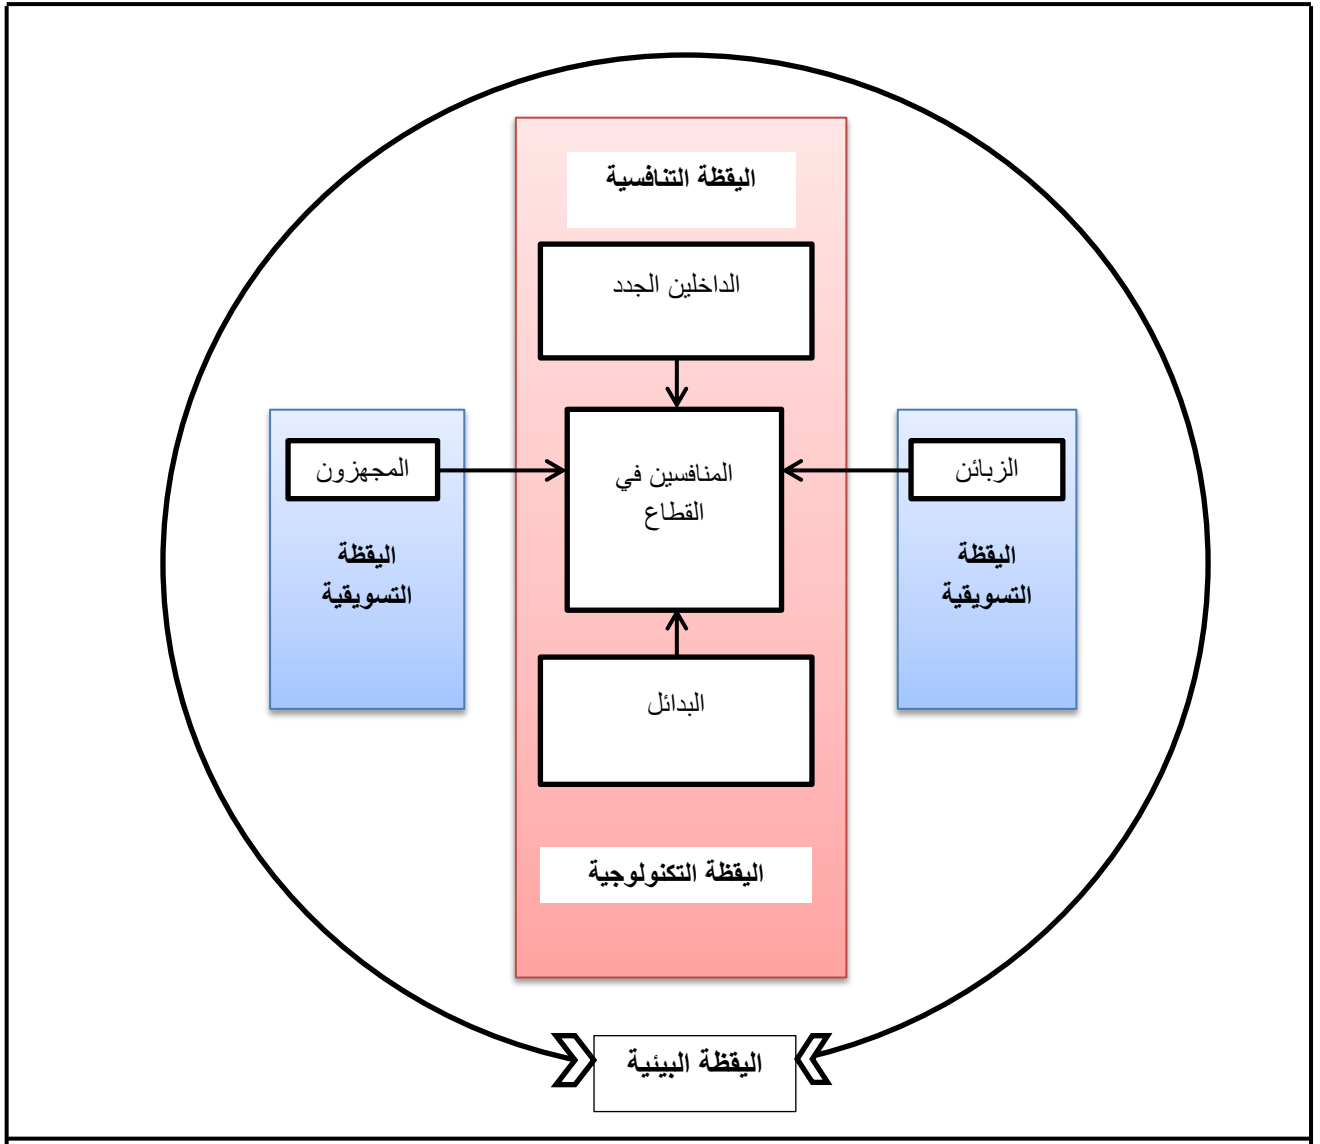 اليقظة التنافسية
الداخلين الجدد
الزبائن
المنافسين في
القطاع
المجهزون
اليقظة
التسويقية
اليقظة
التسويقية
البدائل
اليقظة التكنولوجية
اليقظة البيئية